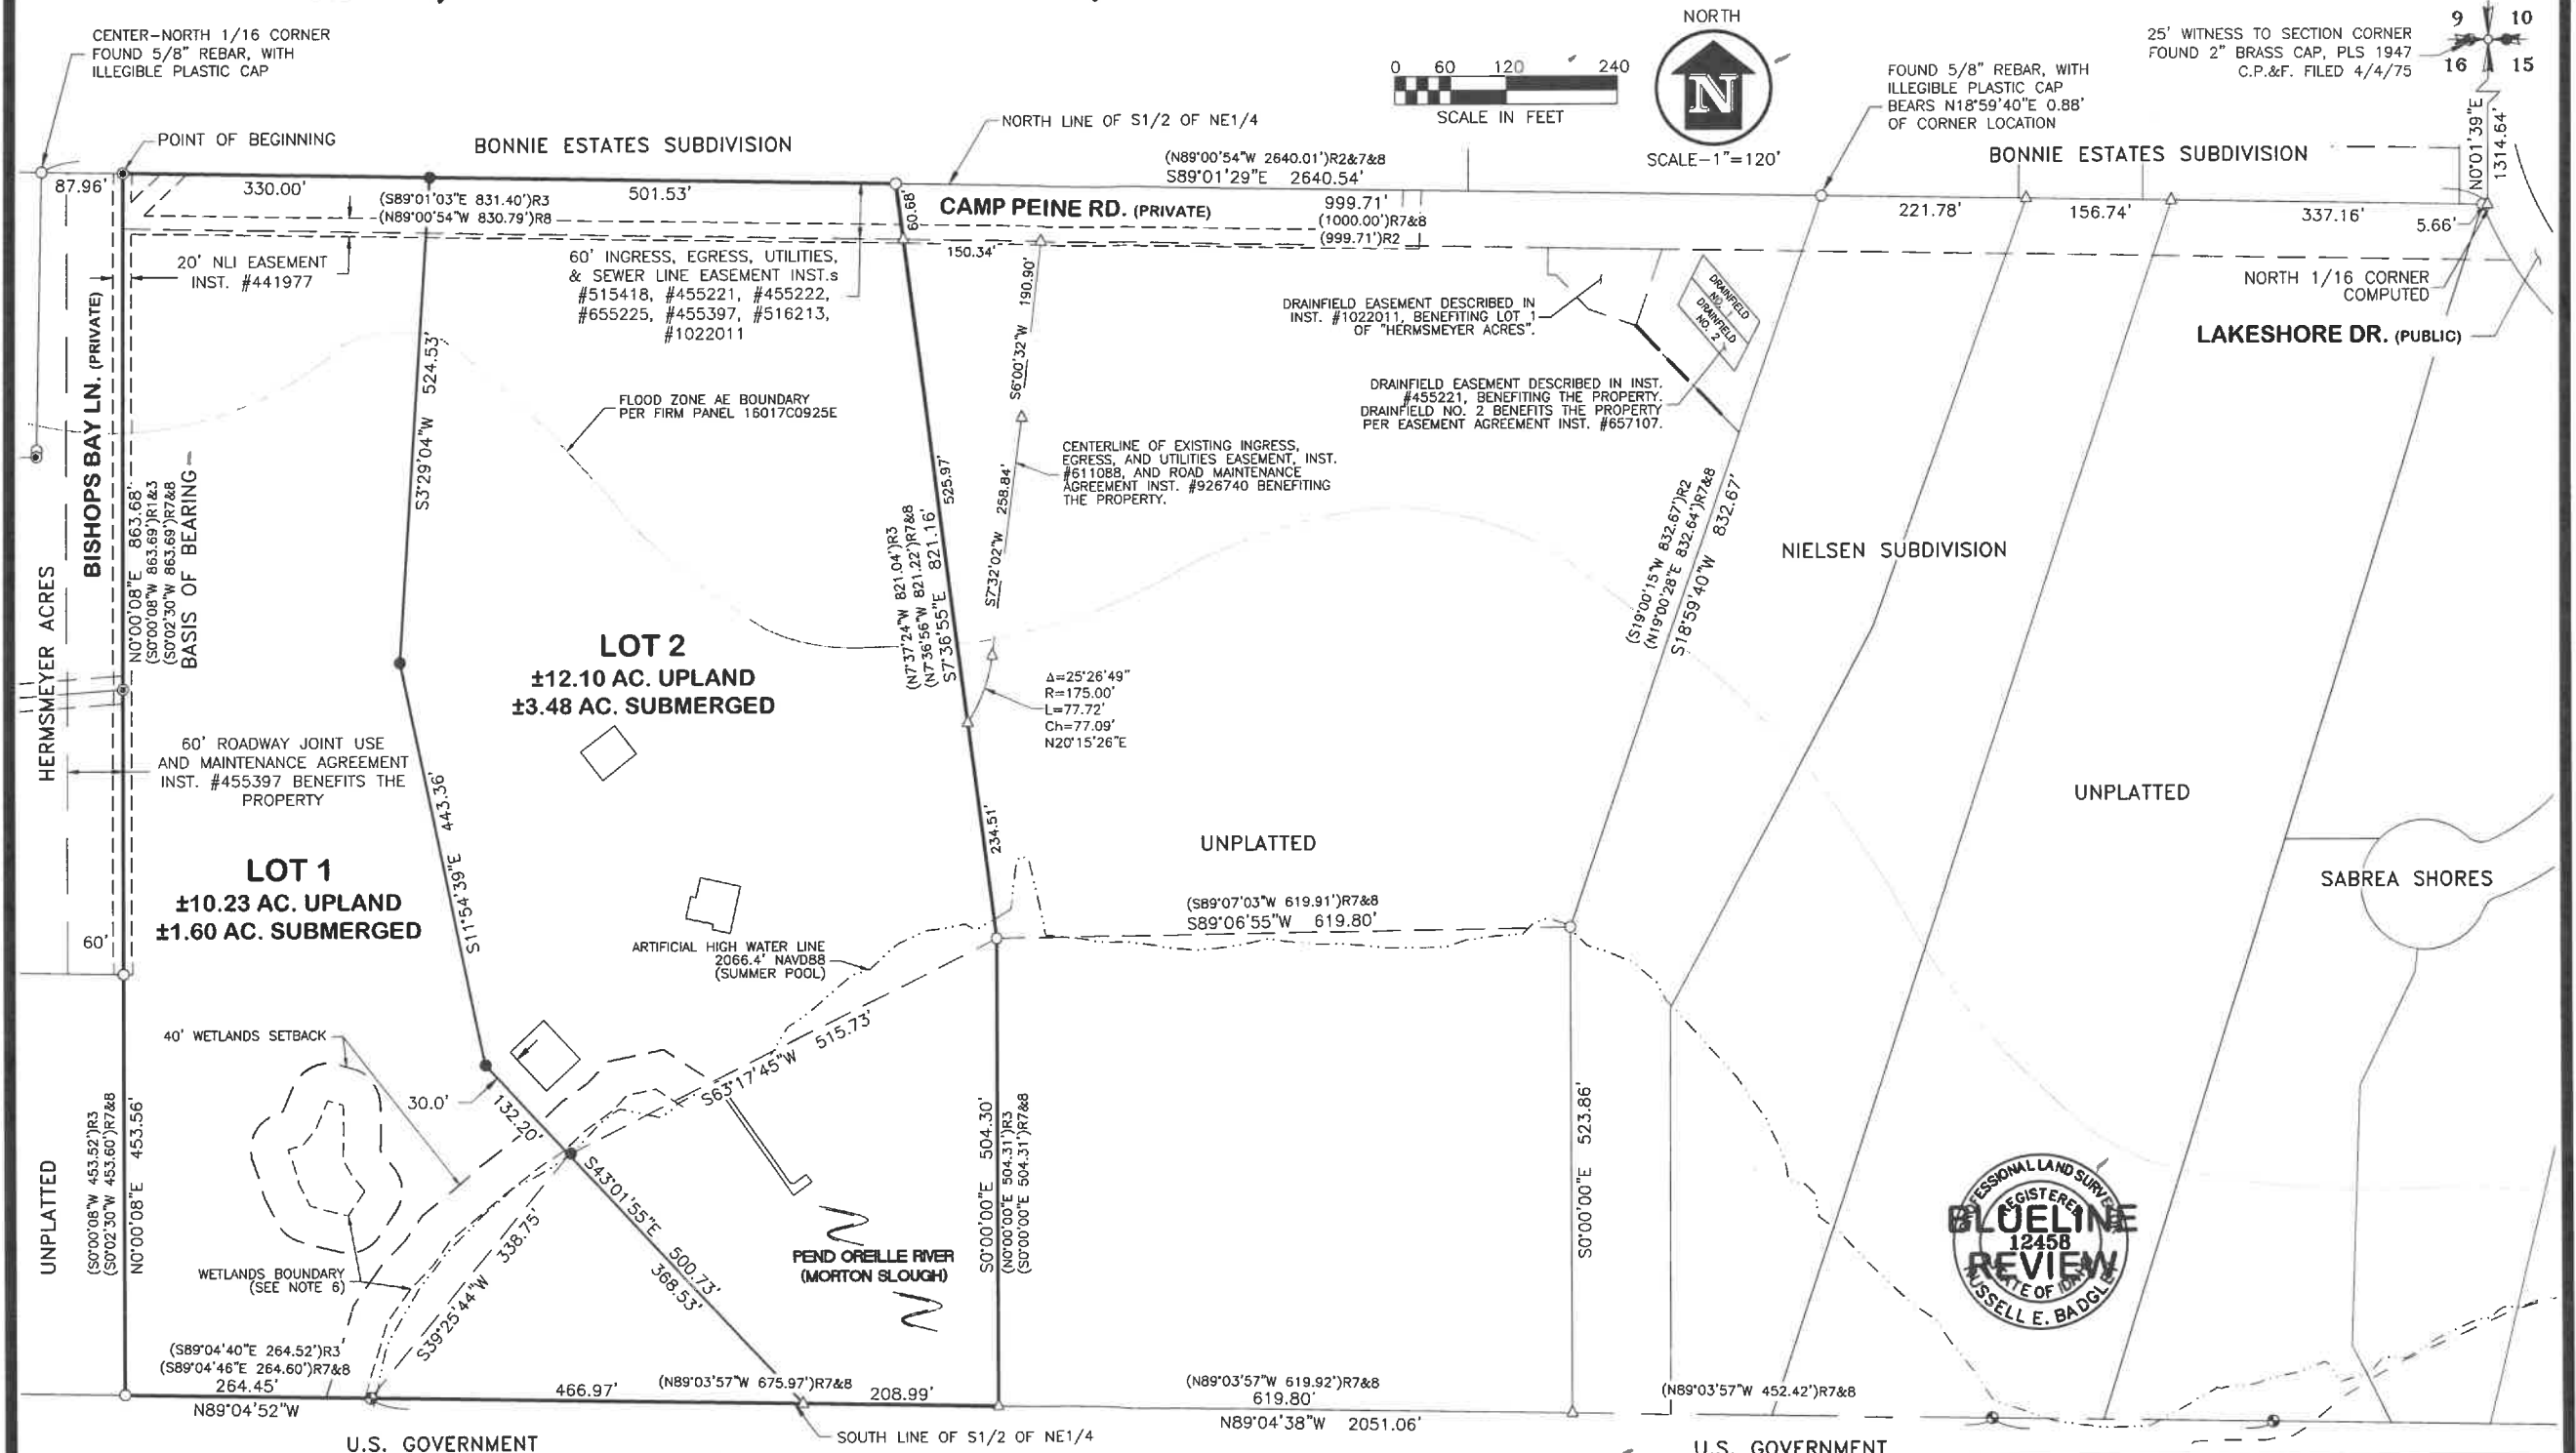 CENTER-NORTH 1/16 CORNER
FOUND 5/8" REBAR, WITH
ILLEGIBLE PLASTIC CAP
POINT OF BEGINNING
BONNIE ESTATES SUBDIVISION
NORTH LINE OF S1/2 OF NE1/4
0 60 120 240
SCALE IN FEET
NORTH
N
SCALE-1"=120'
(N89°00'54"W 2640.01')R2&7&8
S89°01'29"E 2640.54'
FOUND 5/8" REBAR, WITH
ILLEGIBLE PLASTIC CAP
BEARS N18°59'40"E 0.88'
OF CORNER LOCATION
25' WITNESS TO SECTION CORNER
FOUND 2" BRASS CAP, PLS 1947
C.P.&F. FILED 4/4/75
9 10
16 15
N0°01'39"E
1314.64'
BONNIE ESTATES SUBDIVISION
87.96'
330.00'
(S89°01'03"E 831.40')R3
(N89°00'54"W 830.79')R8
501.53'
60.68'
CAMP PEINE RD. (PRIVATE)
999.71'
(1000.00')R7&8
(999.71')R2
150.34'
221.78'
156.74'
337.16'
5.66'
NORTH 1/16 CORNER
COMPUTED
LAKESHORE DR. (PUBLIC)
20' NLI EASEMENT
INST. #441977
60' INGRESS, EGRESS, UTILITIES,
& SEWER LINE EASEMENT INST.s
#515418, #455221, #455222,
#655225, #455397, #516213,
#1022011
S6°00'32"W 190.90'
DRAINFIELD EASEMENT DESCRIBED IN
INST. #1022011, BENEFITING LOT 1
OF "HERMSMEYER ACRES".
DRAINFIELD
NO. 1
DRAINFIELD
NO. 2
DRAINFIELD EASEMENT DESCRIBED IN INST.
#455221, BENEFITING THE PROPERTY.
DRAINFIELD NO. 2 BENEFITS THE PROPERTY
PER EASEMENT AGREEMENT INST. #657107.
BISHOPS BAY LN. (PRIVATE)
HERMSMEYER ACRES
N0°00'08"E 863.68'
(S0°00'08"W 863.69')R1&3
(S0°02'30"W 863.69')R7&8
BASIS OF BEARING
S3°29'04"W 524.53'
FLOOD ZONE AE BOUNDARY
PER FIRM PANEL 16017C0925E
CENTERLINE OF EXISTING INGRESS,
EGRESS, AND UTILITIES EASEMENT, INST.
#611088, AND ROAD MAINTENANCE
AGREEMENT INST. #926740 BENEFITING
THE PROPERTY.
525.97'
(N7°37'24"W 821.04')R3
(N7°36'56"W 821.22')R7&8
S7°36'55"E 821.16'
S7°32'02"W 258.84'
(S19°00'15"W 832.67')R2
(N19°00'28"E 832.64')R7&8
S18°59'40"W 832.67'
NIELSEN SUBDIVISION
LOT 2
±12.10 AC. UPLAND
±3.48 AC. SUBMERGED
Δ=25°26'49"
R=175.00'
L=77.72'
Ch=77.09'
N20°15'26"E
60' ROADWAY JOINT USE
AND MAINTENANCE AGREEMENT
INST. #455397 BENEFITS THE
PROPERTY
S11°54'39"E 443.36'
234.51'
UNPLATTED
UNPLATTED
SABREA SHORES
LOT 1
±10.23 AC. UPLAND
±1.60 AC. SUBMERGED
60'
(S89°07'03"W 619.91')R7&8
S89°06'55"W 619.80'
ARTIFICIAL HIGH WATER LINE
2066.4' NAVD88
(SUMMER POOL)
40' WETLANDS SETBACK
S63°17'45"W 515.73'
30.0'
132.20'
UNPLATTED
(S0°00'08"W 453.52')R3
(S0°02'30"W 453.60')R7&8
N0°00'08"E 453.56'
S43°01'55"E 500.73'
368.53'
S39°25'44"W 338.75'
WETLANDS BOUNDARY
(SEE NOTE 6)
PEND OREILLE RIVER
(MORTON SLOUGH)
S0°00'00"E 504.30'
(N0°00'00"E 504.31')R3
(S0°00'00"E 504.31')R7&8
S0°00'00"E 523.86'
PROFESSIONAL LAND SURVEYOR
REGISTERED
BLUELINE
12458
REVIEW
STATE OF IDAHO
RUSSELL E. BADGLEY
(S89°04'40"E 264.52')R3
(S89°04'46"E 264.60')R7&8
264.45'
N89°04'52"W
466.97'
(N89°03'57"W 675.97')R7&8
208.99'
(N89°03'57"W 619.92')R7&8
619.80'
N89°04'38"W 2051.06'
(N89°03'57"W 452.42')R7&8
SOUTH LINE OF S1/2 OF NE1/4
U.S. GOVERNMENT
U.S. GOVERNMENT